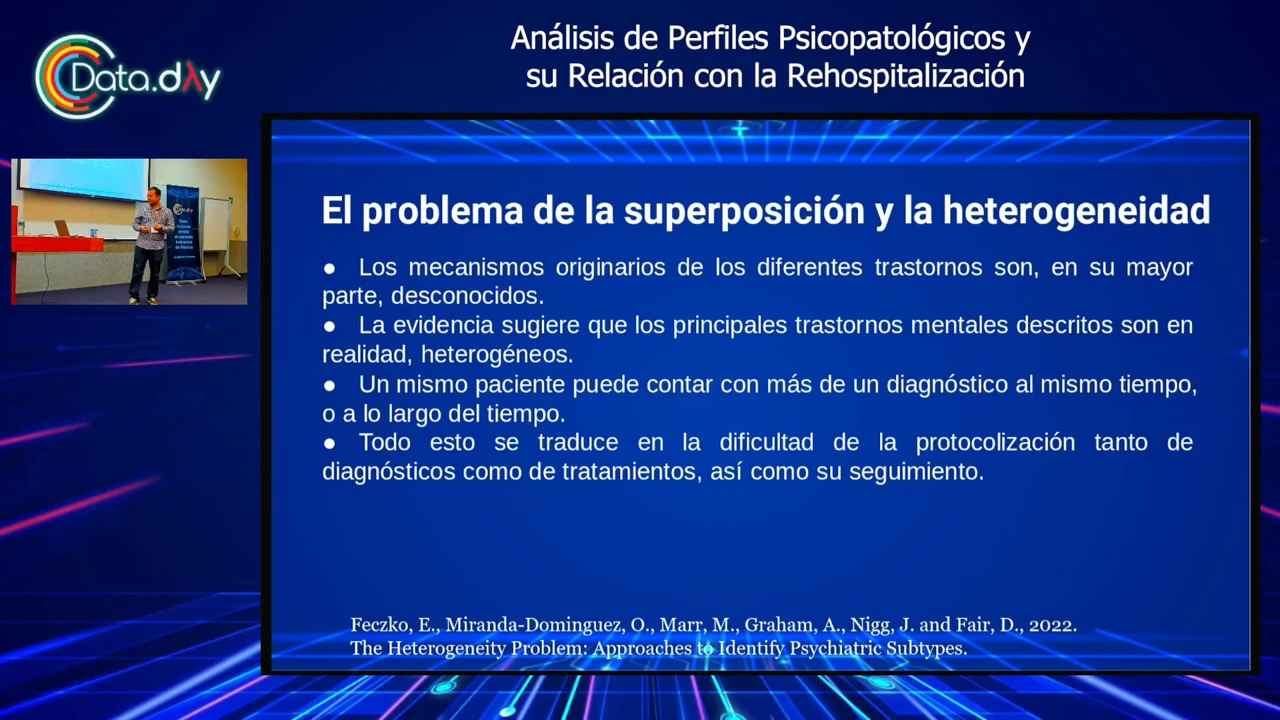 Análisis de Perfiles Psicopatológicos y
su Relación con la Rehospitalización
Data.dλy
El problema de la superposición y la heterogeneidad
● Los mecanismos originarios de los diferentes trastornos son, en su mayor
parte, desconocidos.
● La evidencia sugiere que los principales trastornos mentales descritos son en
realidad, heterogéneos.
● Un mismo paciente puede contar con más de un diagnóstico al mismo tiempo,
o a lo largo del tiempo.
● Todo esto se traduce en la dificultad de la protocolización tanto de
diagnósticos como de tratamientos, así como su seguimiento.
Feczko, E., Miranda-Dominguez, O., Marr, M., Graham, A., Nigg, J. and Fair, D., 2022.
The Heterogeneity Problem: Approaches to Identify Psychiatric Subtypes.